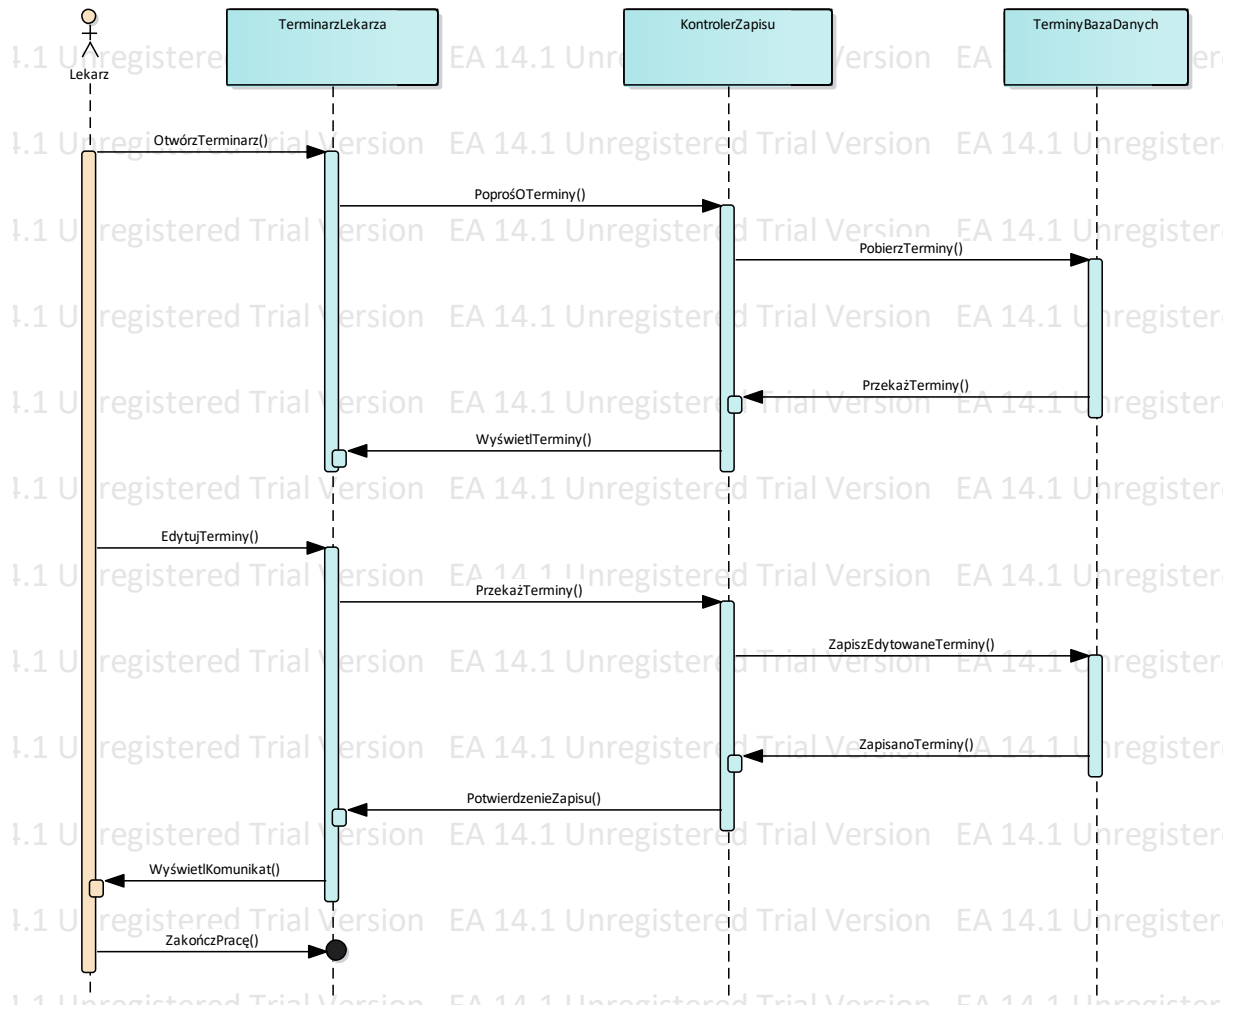 TerminarzLekarza
KontrolerZapisu
TerminyBazaDanych
Lekarz
OtwórzTerminarz()
PoprośOTerminy()
PobierzTerminy()
PrzekażTerminy()
WyświetlTerminy()
EdytujTerminy()
PrzekażTerminy()
ZapiszEdytowaneTerminy()
ZapisanoTerminy()
PotwierdzenieZapisu()
WyświetlKomunikat()
ZakończPracę()
EA 14.1 Unregistered Trial Version